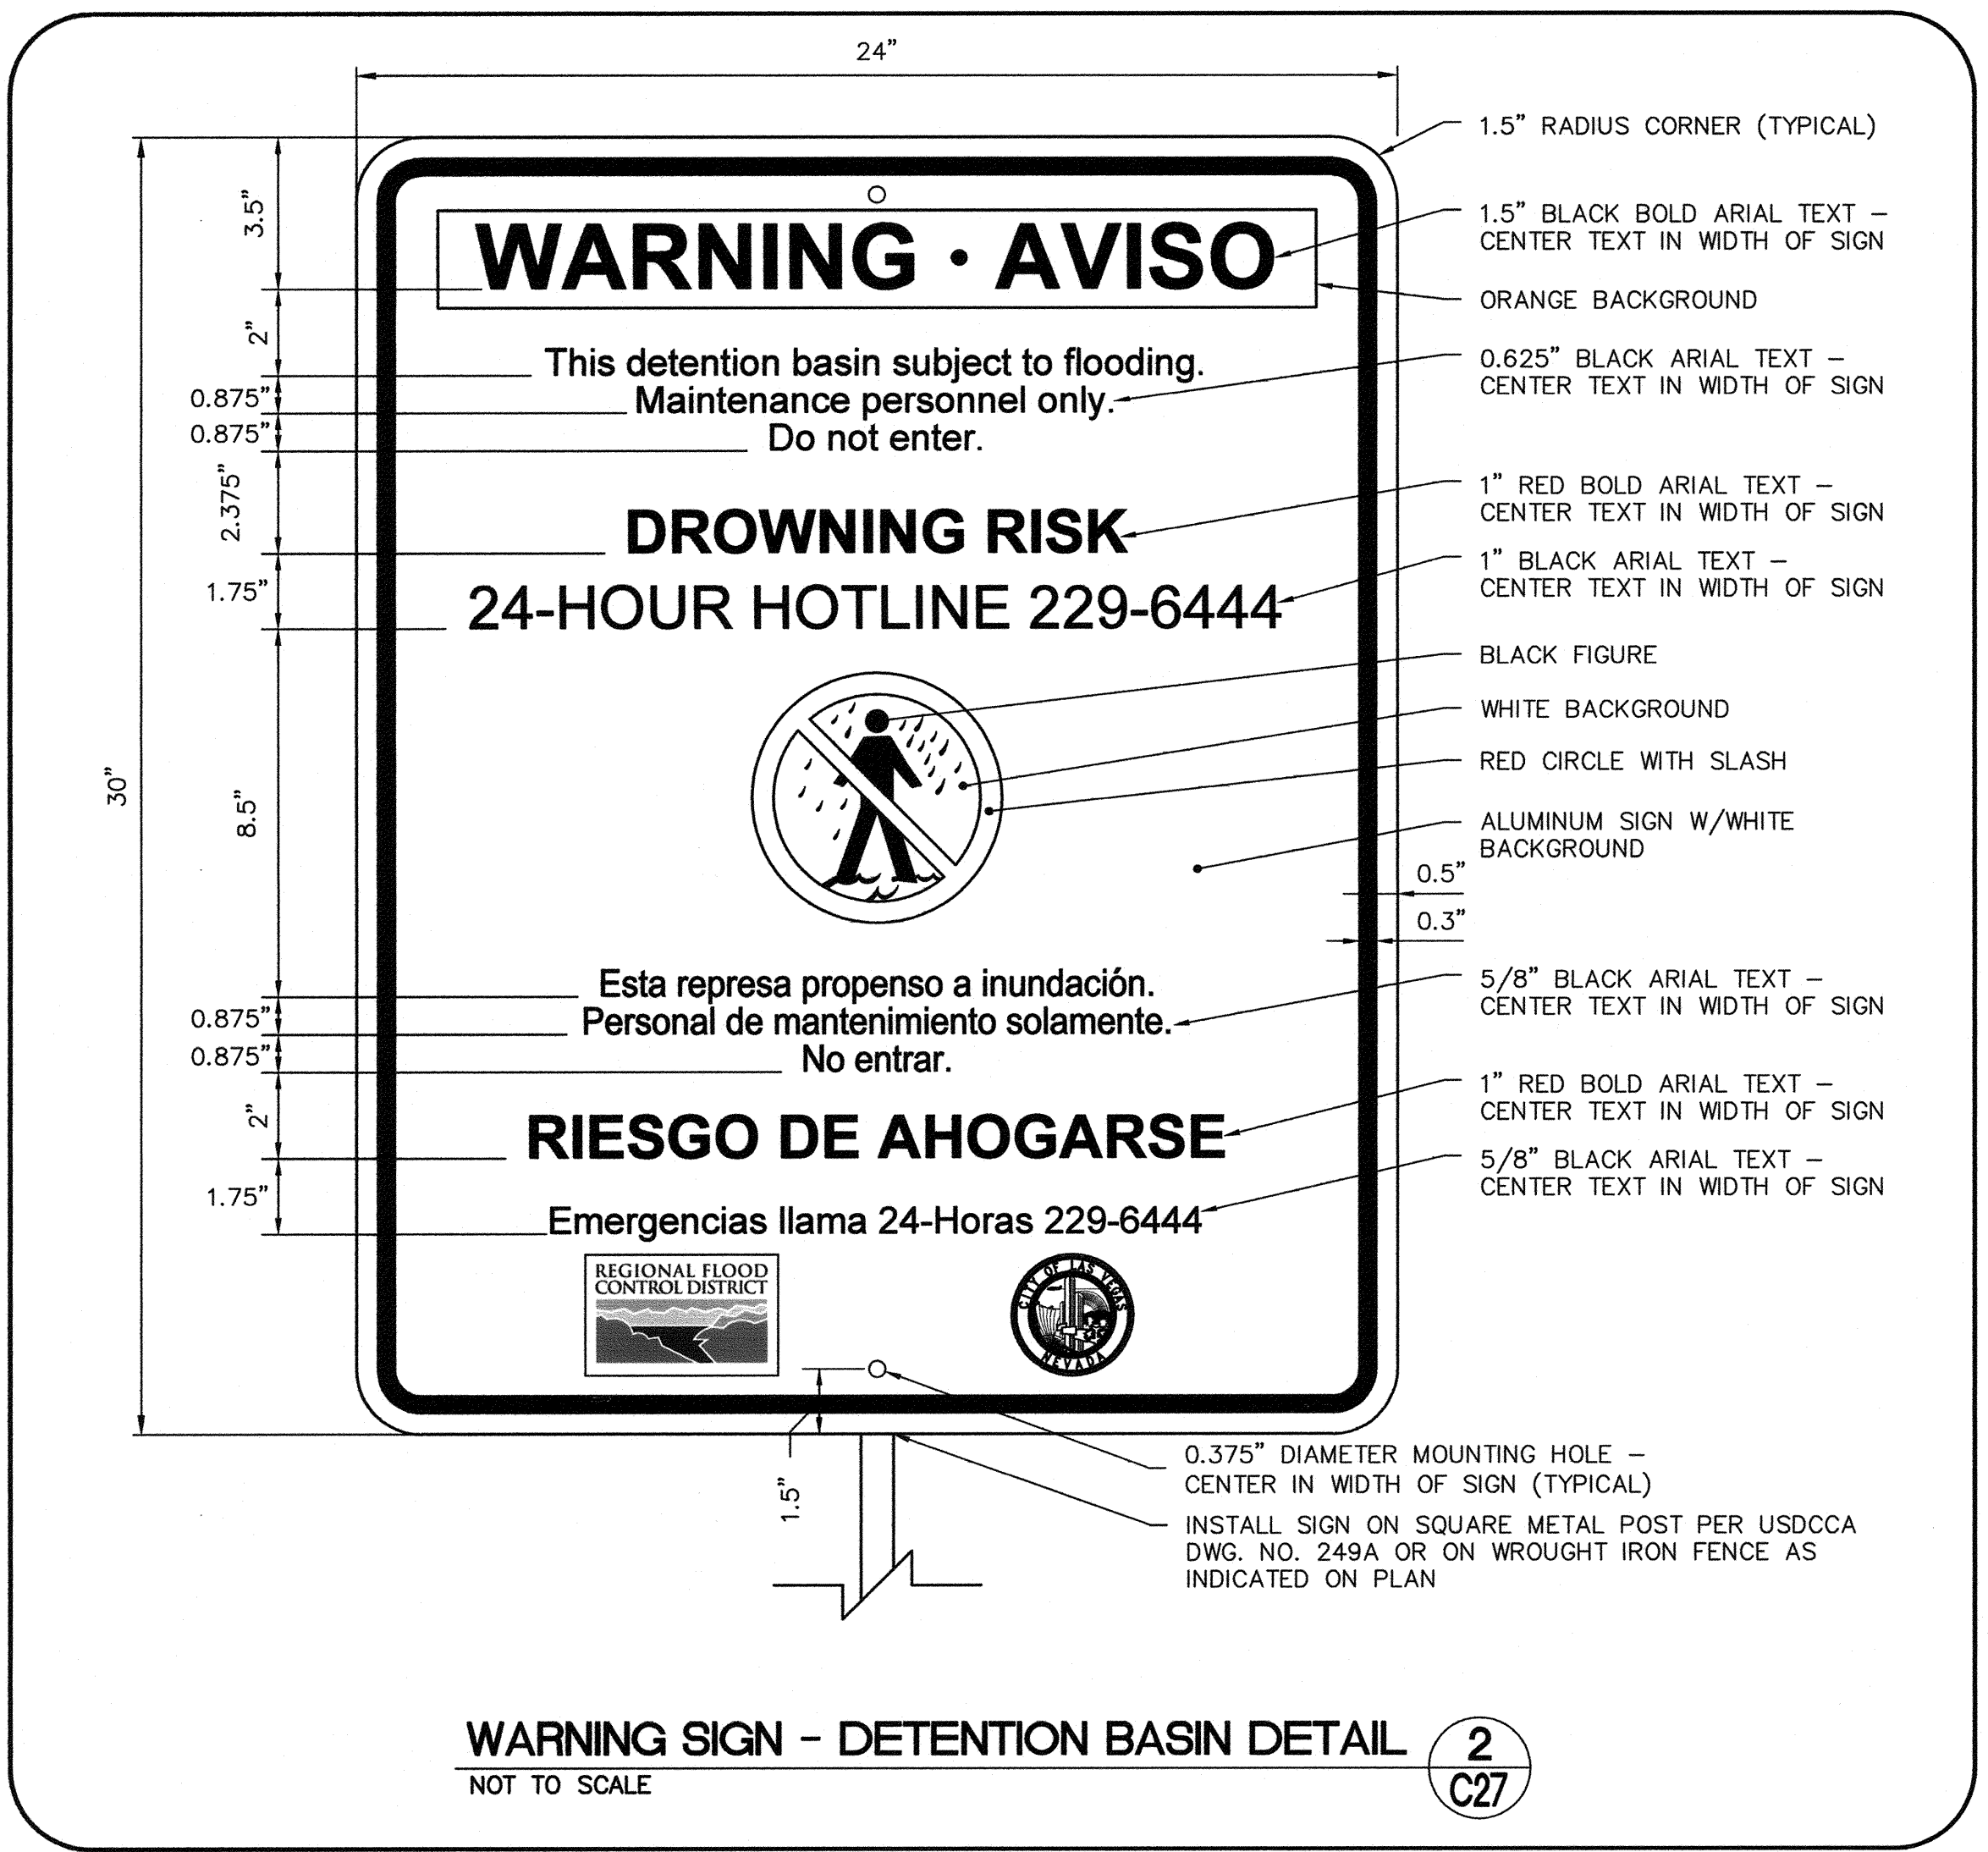 24"
1.5" RADIUS CORNER (TYPICAL)
3.5"
WARNING • AVISO
1.5" BLACK BOLD ARIAL TEXT –
CENTER TEXT IN WIDTH OF SIGN
ORANGE BACKGROUND
2"
This detention basin subject to flooding.
0.625" BLACK ARIAL TEXT –
CENTER TEXT IN WIDTH OF SIGN
0.875"
Maintenance personnel only.
0.875"
Do not enter.
2.375"
DROWNING RISK
1" RED BOLD ARIAL TEXT –
CENTER TEXT IN WIDTH OF SIGN
1.75"
24-HOUR HOTLINE 229-6444
1" BLACK ARIAL TEXT –
CENTER TEXT IN WIDTH OF SIGN
BLACK FIGURE
WHITE BACKGROUND
RED CIRCLE WITH SLASH
30"
8.5"
ALUMINUM SIGN W/WHITE
BACKGROUND
0.5"
0.3"
Esta represa propenso a inundación.
5/8" BLACK ARIAL TEXT –
CENTER TEXT IN WIDTH OF SIGN
0.875"
Personal de mantenimiento solamente.
0.875"
No entrar.
2"
RIESGO DE AHOGARSE
1" RED BOLD ARIAL TEXT –
CENTER TEXT IN WIDTH OF SIGN
1.75"
Emergencias llama 24-Horas 229-6444
5/8" BLACK ARIAL TEXT –
CENTER TEXT IN WIDTH OF SIGN
REGIONAL FLOOD
CONTROL DISTRICT
CITY OF LAS VEGAS
NEVADA
1.5"
0.375" DIAMETER MOUNTING HOLE –
CENTER IN WIDTH OF SIGN (TYPICAL)
INSTALL SIGN ON SQUARE METAL POST PER USDCCA
DWG. NO. 249A OR ON WROUGHT IRON FENCE AS
INDICATED ON PLAN
WARNING SIGN – DETENTION BASIN DETAIL
NOT TO SCALE
2
C27